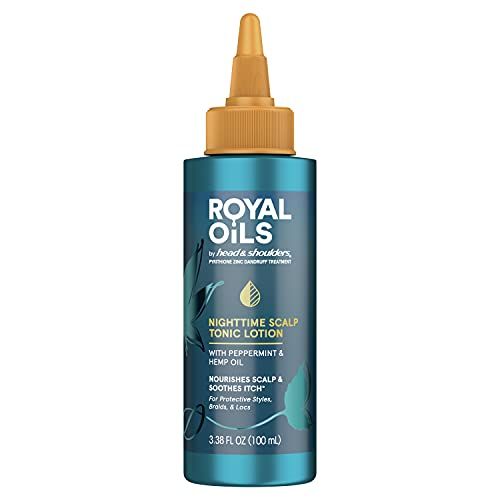 ROYAL
OiLS
by head & shoulders
PYRITHIONE ZINC DANDRUFF TREATMENT
NIGHTTIME SCALP
TONIC LOTION
WITH PEPPERMINT &
HEMP OIL
NOURISHES SCALP &
SOOTHES ITCH*
For Protective Styles,
Braids, & Locs
3.38 FL OZ (100 mL)